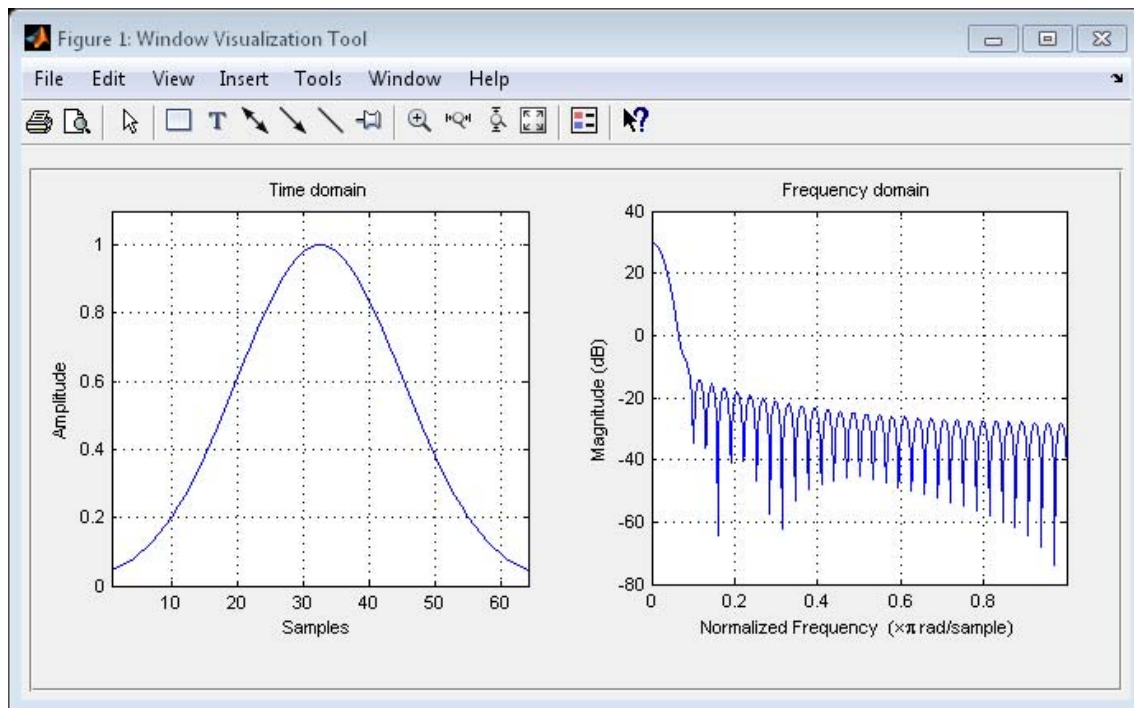 Figure 1: Window Visualization Tool
File Edit View Insert Tools Window Help
T
?
Time domain
1
0.8
0.6
0.4
0.2
0
10 20 30 40 50 60
Amplitude
Samples
Frequency domain
40
20
0
-20
-40
-60
-80
0 0.2 0.4 0.6 0.8
Magnitude (dB)
Normalized Frequency (×π rad/sample)